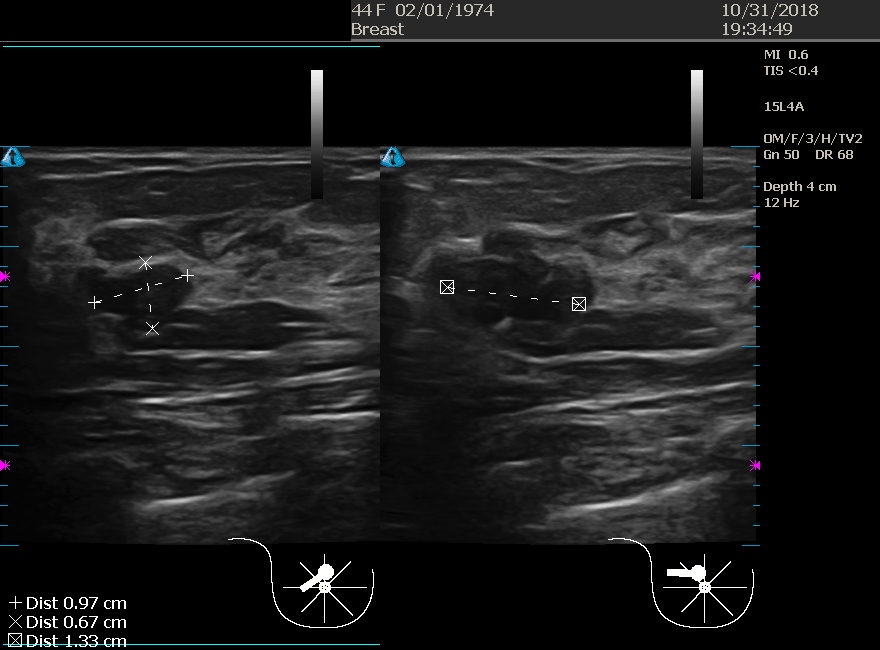 44 F 02/01/1974 10/31/2018
Breast 19:34:49
MI 0.6
TIS <0.4
15L4A
OM/F/3/H/TV2
Gn 50 DR 68
Depth 4 cm
12 Hz
Dist 0.97 cm
Dist 0.67 cm
Dist 1.33 cm